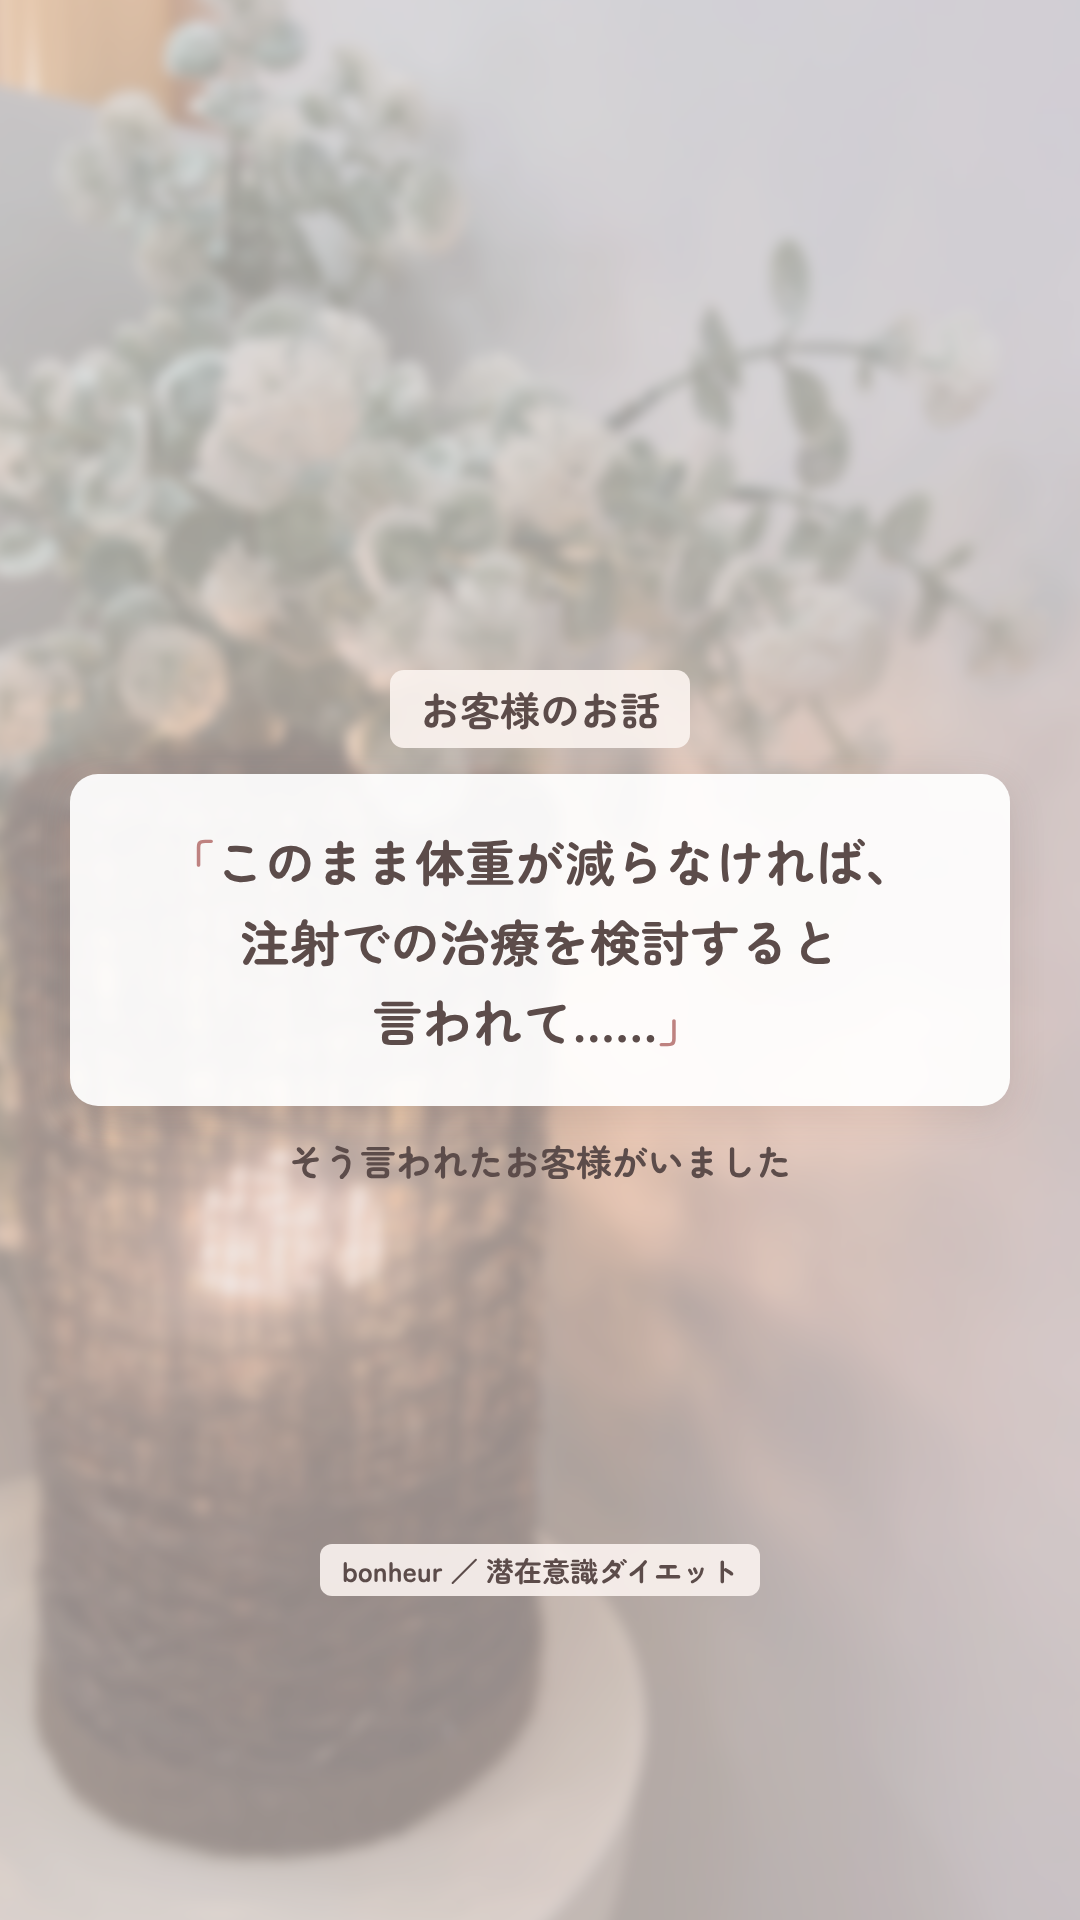 お客様のお話
「このまま体重が減らなければ、
注射での治療を検討すると
言われて......」
そう言われたお客様がいました
bonheur ／ 潜在意識ダイエット